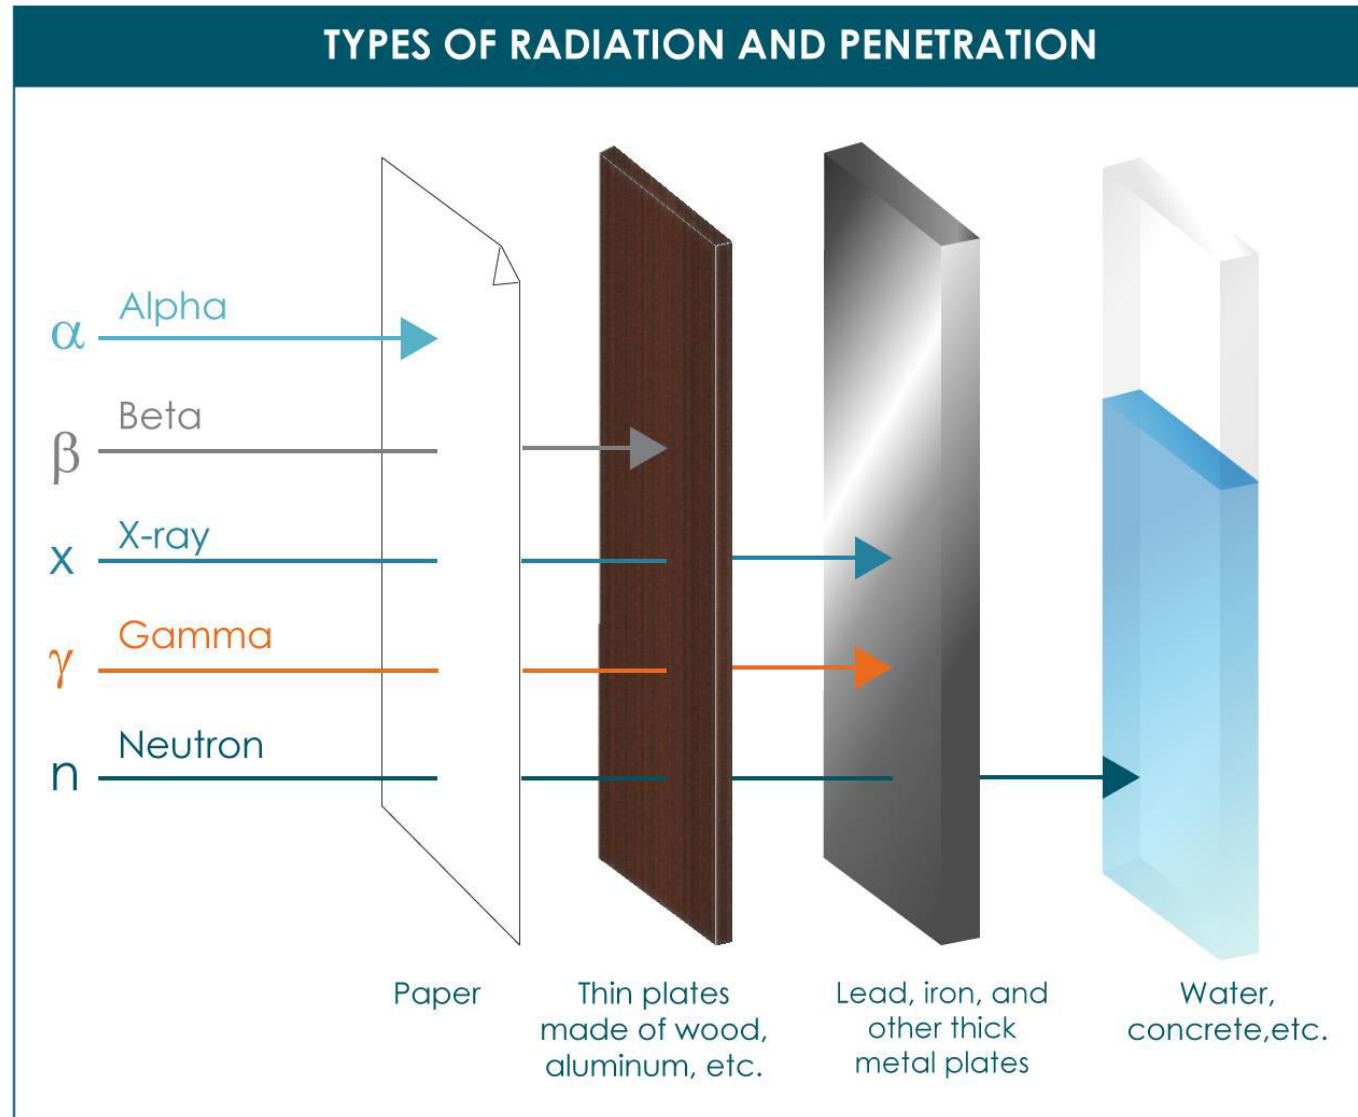 TYPES OF RADIATION AND PENETRATION
α Alpha
β Beta
x X-ray
γ Gamma
n Neutron
Paper
Thin plates
made of wood,
aluminum, etc.
Lead, iron, and
other thick
metal plates
Water,
concrete,etc.